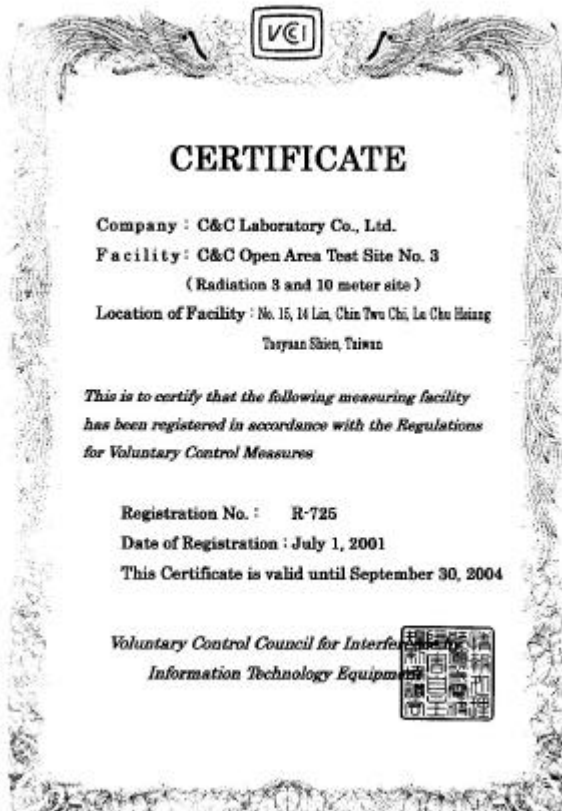 VCCI
CERTIFICATE
Company : C&C Laboratory Co., Ltd.
Facility : C&C Open Area Test Site No. 3
( Radiation 3 and 10 meter site )
Location of Facility : No. 15, 14 Lin, Chin Twu Chi, Lu Chu Hsiang
Taoyuan Shien, Taiwan
This is to certify that the following measuring facility
has been registered in accordance with the Regulations
for Voluntary Control Measures
Registration No. : R-725
Date of Registration : July 1, 2001
This Certificate is valid until September 30, 2004
Voluntary Control Council for Interference by
Information Technology Equipment